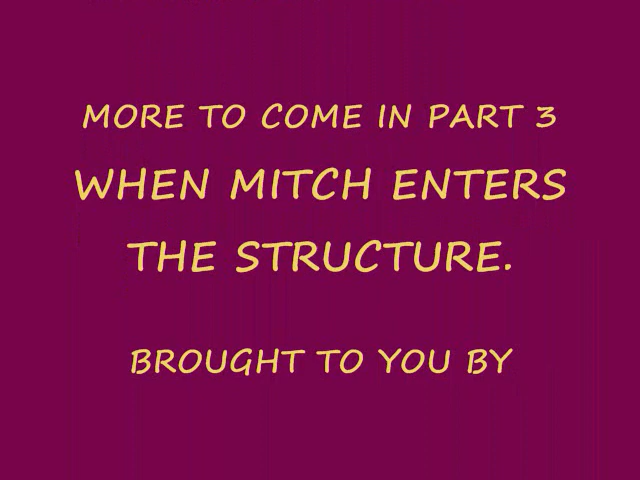 MORE TO COME IN PART 3
WHEN MITCH ENTERS
THE STRUCTURE.
BROUGHT TO YOU BY